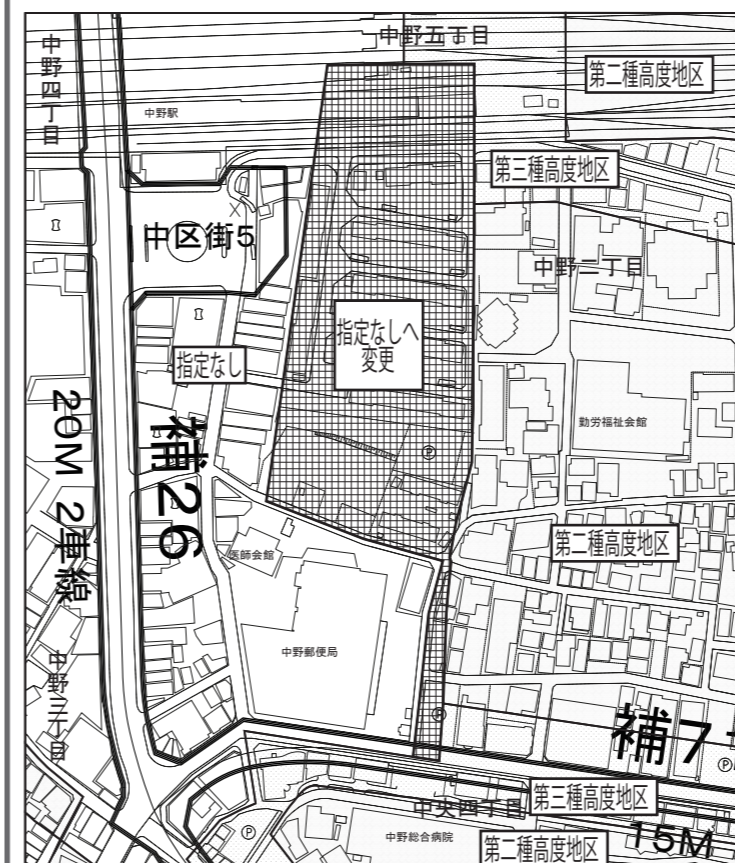 中野五丁目
中野四丁目
第二種高度地区
中野駅
第三種高度地区
中区街5
中野二丁目
指定なしへ
変更
指定なし
20M 2車線
補26
勤労福祉会館
医師会館
第二種高度地区
中野郵便局
中野三丁目
P
P
補7
P
第三種高度地区
中央四丁目
15M
P
中野総合病院
第二種高度地区